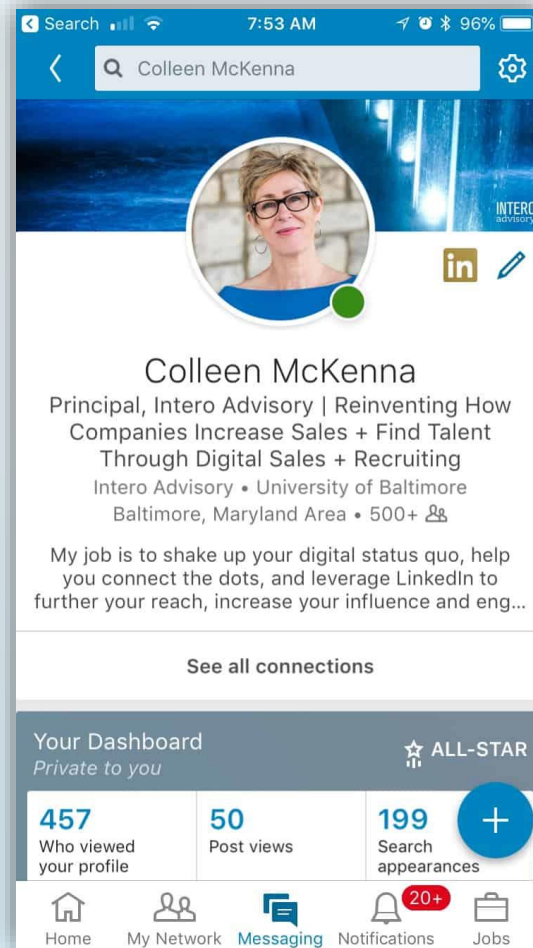 Search 7:53 AM 96%
Colleen McKenna
INTERO
advisory
in
Colleen McKenna
Principal, Intero Advisory | Reinventing How
Companies Increase Sales + Find Talent
Through Digital Sales + Recruiting
Intero Advisory • University of Baltimore
Baltimore, Maryland Area • 500+
My job is to shake up your digital status quo, help
you connect the dots, and leverage LinkedIn to
further your reach, increase your influence and eng...
See all connections
Your Dashboard
Private to you
ALL-STAR
457 50 199
Who viewed Post views Search
your profile appearances
20+
Home My Network Messaging Notifications Jobs